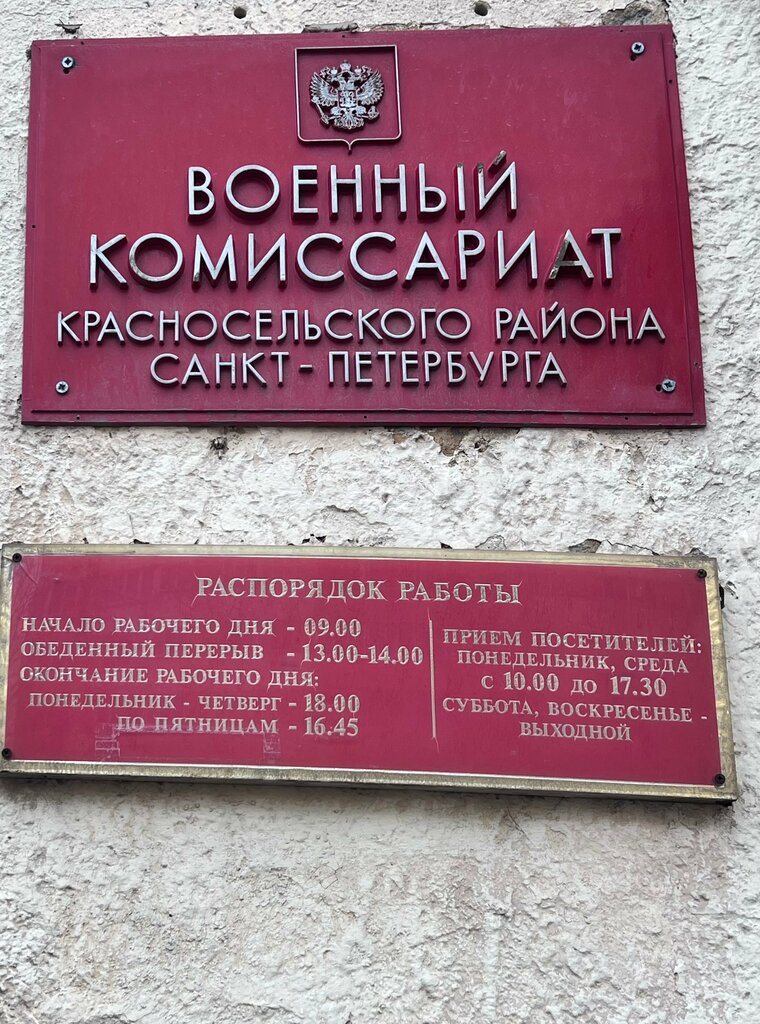 ВОЕННЫЙ
КОМИССАРИАТ
КРАСНОСЕЛЬСКОГО РАЙОНА
САНКТ - ПЕТЕРБУРГА
РАСПОРЯДОК РАБОТЫ
НАЧАЛО РАБОЧЕГО ДНЯ - 09.00
ОБЕДЕННЫЙ ПЕРЕРЫВ - 13.00-14.00
ОКОНЧАНИЕ РАБОЧЕГО ДНЯ:
ПОНЕДЕЛЬНИК - ЧЕТВЕРГ - 18.00
ПО ПЯТНИЦАМ - 16.45
ПРИЕМ ПОСЕТИТЕЛЕЙ:
ПОНЕДЕЛЬНИК, СРЕДА
С 10.00 ДО 17.30
СУББОТА, ВОСКРЕСЕНЬЕ -
ВЫХОДНОЙ